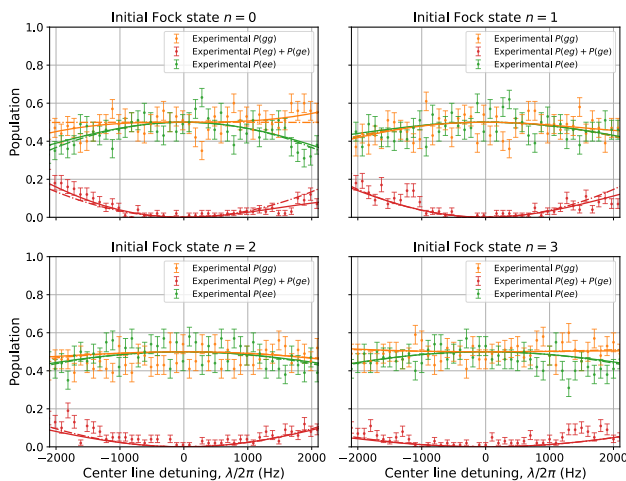 Initial Fock state n = 0
Initial Fock state n = 1
1.0
0.8
0.6
0.4
0.2
0.0
Population
Experimental P(gg)
Experimental P(eg) + P(ge)
Experimental P(ee)
Experimental P(gg)
Experimental P(eg) + P(ge)
Experimental P(ee)
Initial Fock state n = 2
Initial Fock state n = 3
1.0
0.8
0.6
0.4
0.2
0.0
Population
Experimental P(gg)
Experimental P(eg) + P(ge)
Experimental P(ee)
Experimental P(gg)
Experimental P(eg) + P(ge)
Experimental P(ee)
−2000 −1000 0 1000 2000
−2000 −1000 0 1000 2000
Center line detuning, λ/2π (Hz)
Center line detuning, λ/2π (Hz)